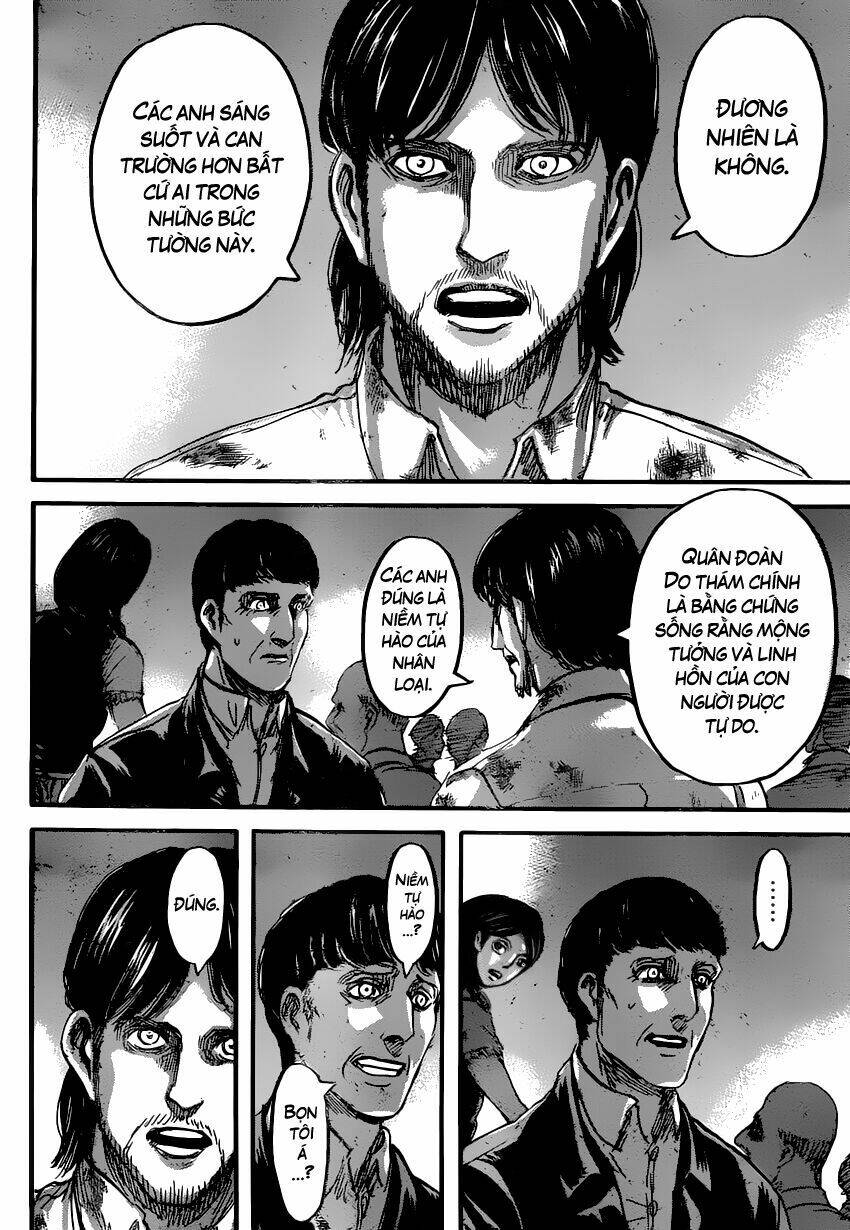 ĐƯƠNG
NHIÊN LÀ
KHÔNG.
CÁC ANH SÁNG
SUỐT VÀ CAN
TRƯỜNG HƠN BẤT
CỨ AI TRONG
NHỮNG BỨC
TƯỜNG NÀY.
QUÂN ĐOÀN
DO THÁM CHÍNH
LÀ BẰNG CHỨNG
SỐNG RẰNG MỘNG
TƯỞNG VÀ LINH
HỒN CỦA CON
NGƯỜI ĐƯỢC
TỰ DO.
CÁC ANH
ĐÚNG LÀ
NIỀM TỰ
HÀO CỦA
NHÂN
LOẠI.
......
NIỀM
TỰ
HÀO
...?
BỌN
TÔI
Á
...?
ĐÚNG.